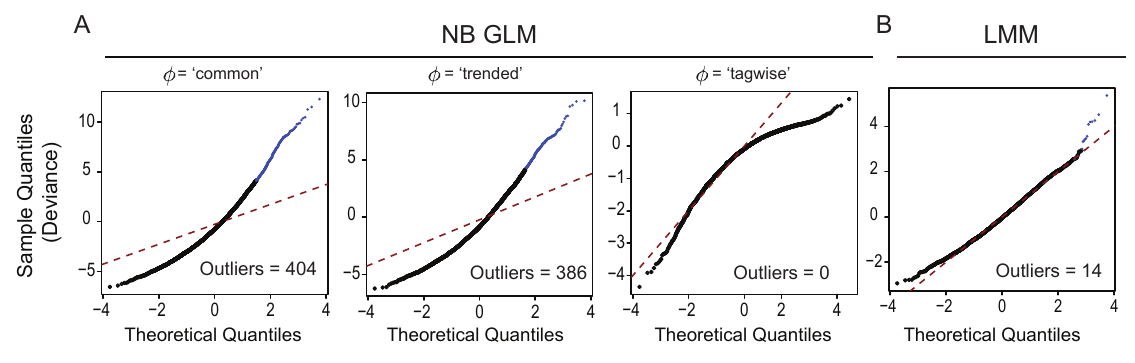 A
NB GLM
B
LMM
ϕ = ‘common’
ϕ = ‘trended’
ϕ = ‘tagwise’
Sample Quantiles
(Deviance)
10
5
0
−5
Outliers = 404
−4 −2 0 2 4
Theoretical Quantiles
10
5
0
−5
Outliers = 386
−4 −2 0 2 4
Theoretical Quantiles
1
0
−1
−2
−3
−4
Outliers = 0
−4 −2 0 2 4
Theoretical Quantiles
4
2
0
−2
Outliers = 14
−4 −2 0 2 4
Theoretical Quantiles